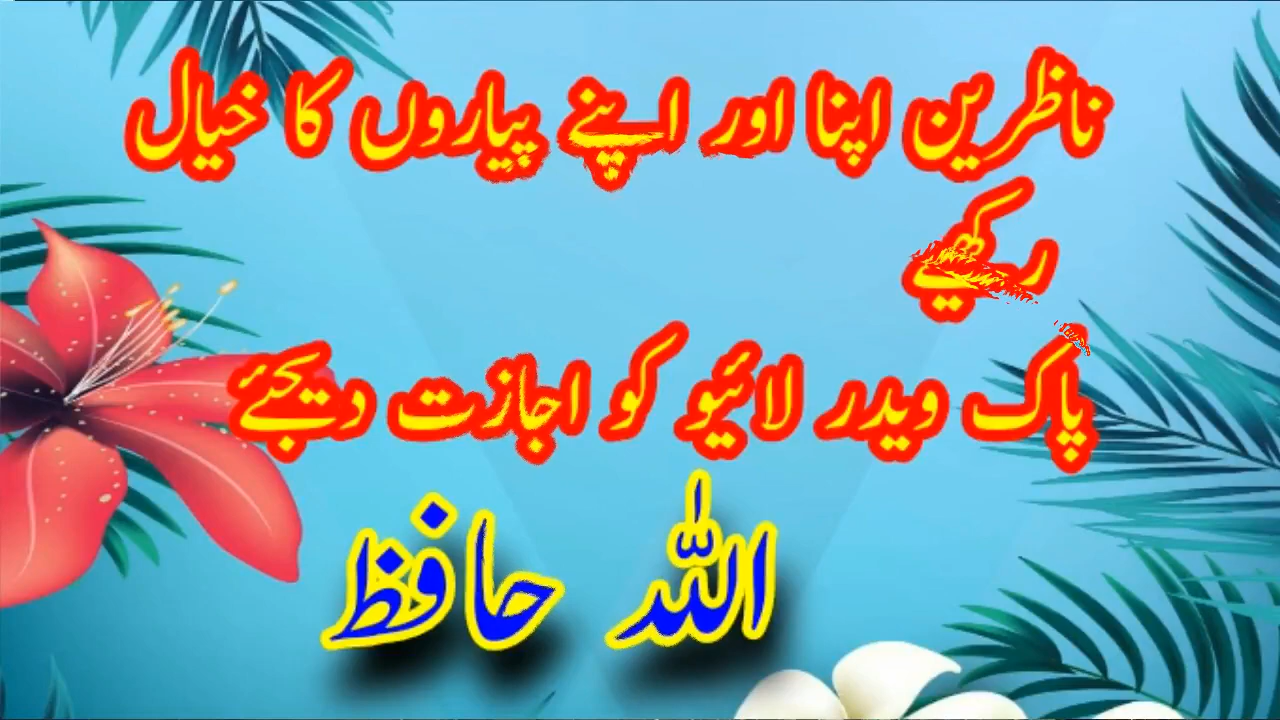 ناظرین اپنا اور اپنے پیاروں کا خیال
رکھیے
پاک ویدر لائیو کو اجازت دیجئے
اللہ حافظ